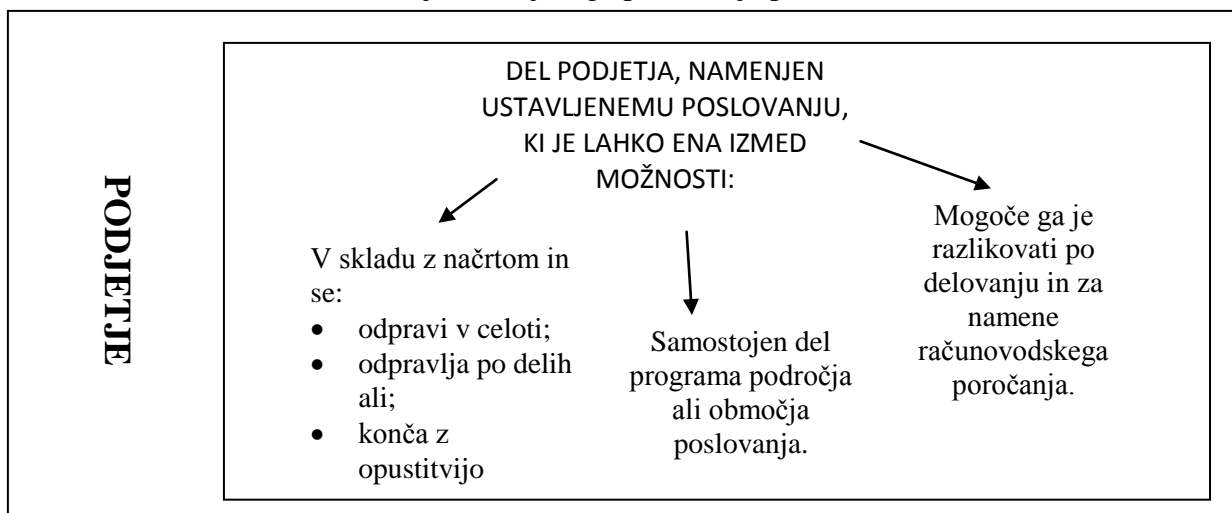 PODJETJE
DEL PODJETJA, NAMENJEN
USTAVLJENEMU POSLOVANJU,
KI JE LAHKO ENA IZMED
MOŽNOSTI:
V skladu z načrtom in
se:
• odpravi v celoti;
• odpravlja po delih
ali;
• konča z
opustitvijo
Samostojen del
programa področja
ali območja
poslovanja.
Mogoče ga je
razlikovati po
delovanju in za
namene
računovodskega
poročanja.